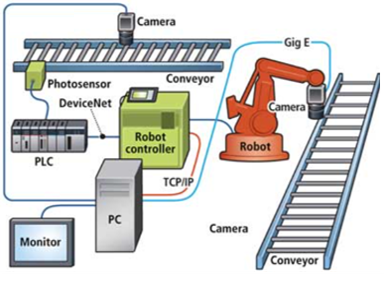 Camera
Gig E
Photosensor
Conveyor
DeviceNet
Camera
PLC
Robot
controller
Robot
TCP/IP
PC
Camera
Monitor
Conveyor